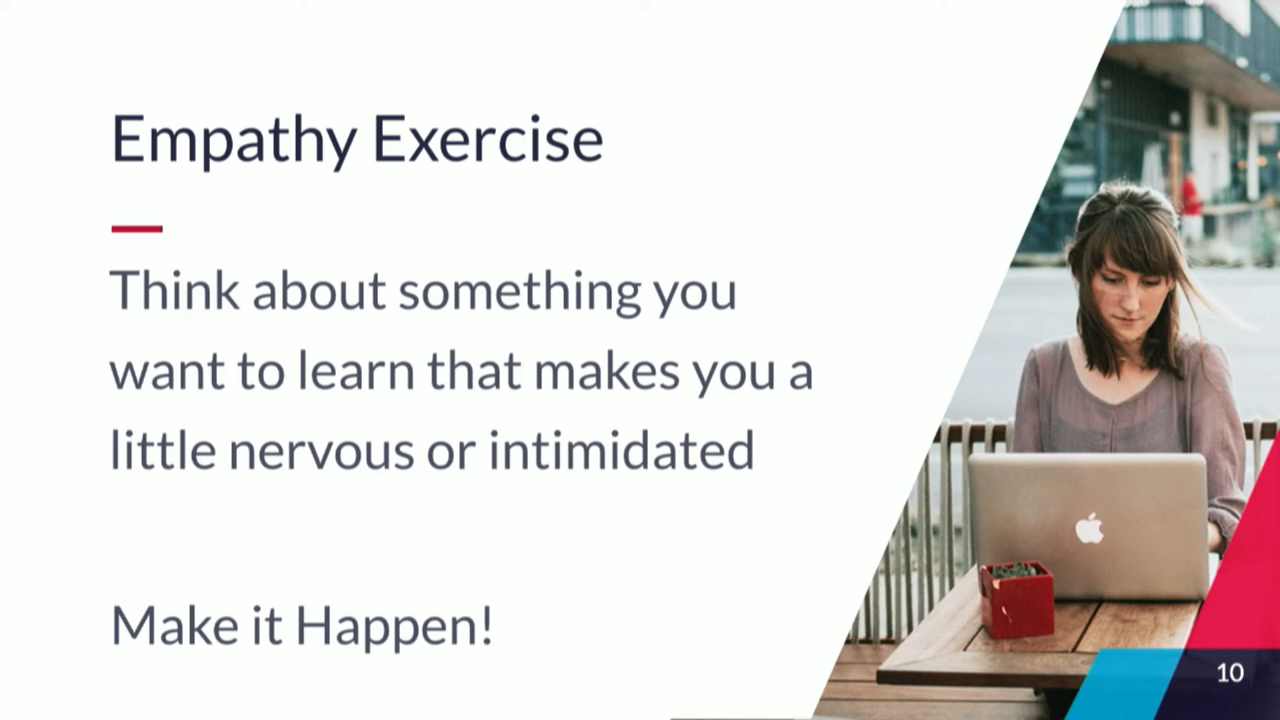 Empathy Exercise
Think about something you
want to learn that makes you a
little nervous or intimidated
Make it Happen!
10